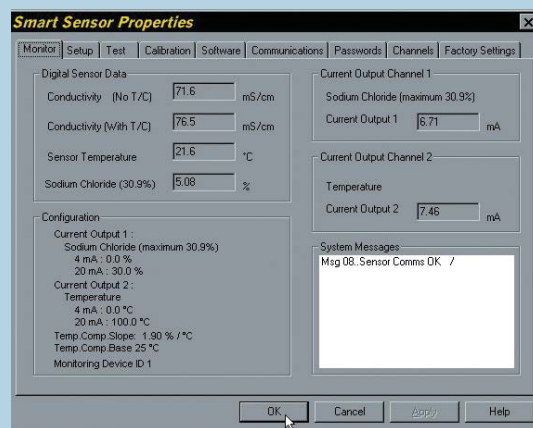 Smart Sensor Properties
Monitor Setup Test Calibration Software Communications Passwords Channels Factory Settings
Digital Sensor Data
Conductivity (No T/C) 71.6 mS/cm
Conductivity (With T/C) 76.5 mS/cm
Sensor Temperature 21.6 °C
Sodium Chloride (30.9%) 5.08 %
Current Output Channel 1
Sodium Chloride (maximum 30.9%)
Current Output 1 6.71 mA
Current Output Channel 2
Temperature
Current Output 2 7.46 mA
Configuration
Current Output 1 :
Sodium Chloride (maximum 30.9%)
4 mA : 0.0 %
20 mA : 30.0 %
Current Output 2 :
Temperature
4 mA : 0.0 °C
20 mA : 100.0 °C
Temp.Comp.Slope: 1.90 % / °C
Temp.Comp.Base 25 °C
Monitoring Device ID 1
System Messages
Msg 08..Sensor Comms OK /
OK Cancel Apply Help